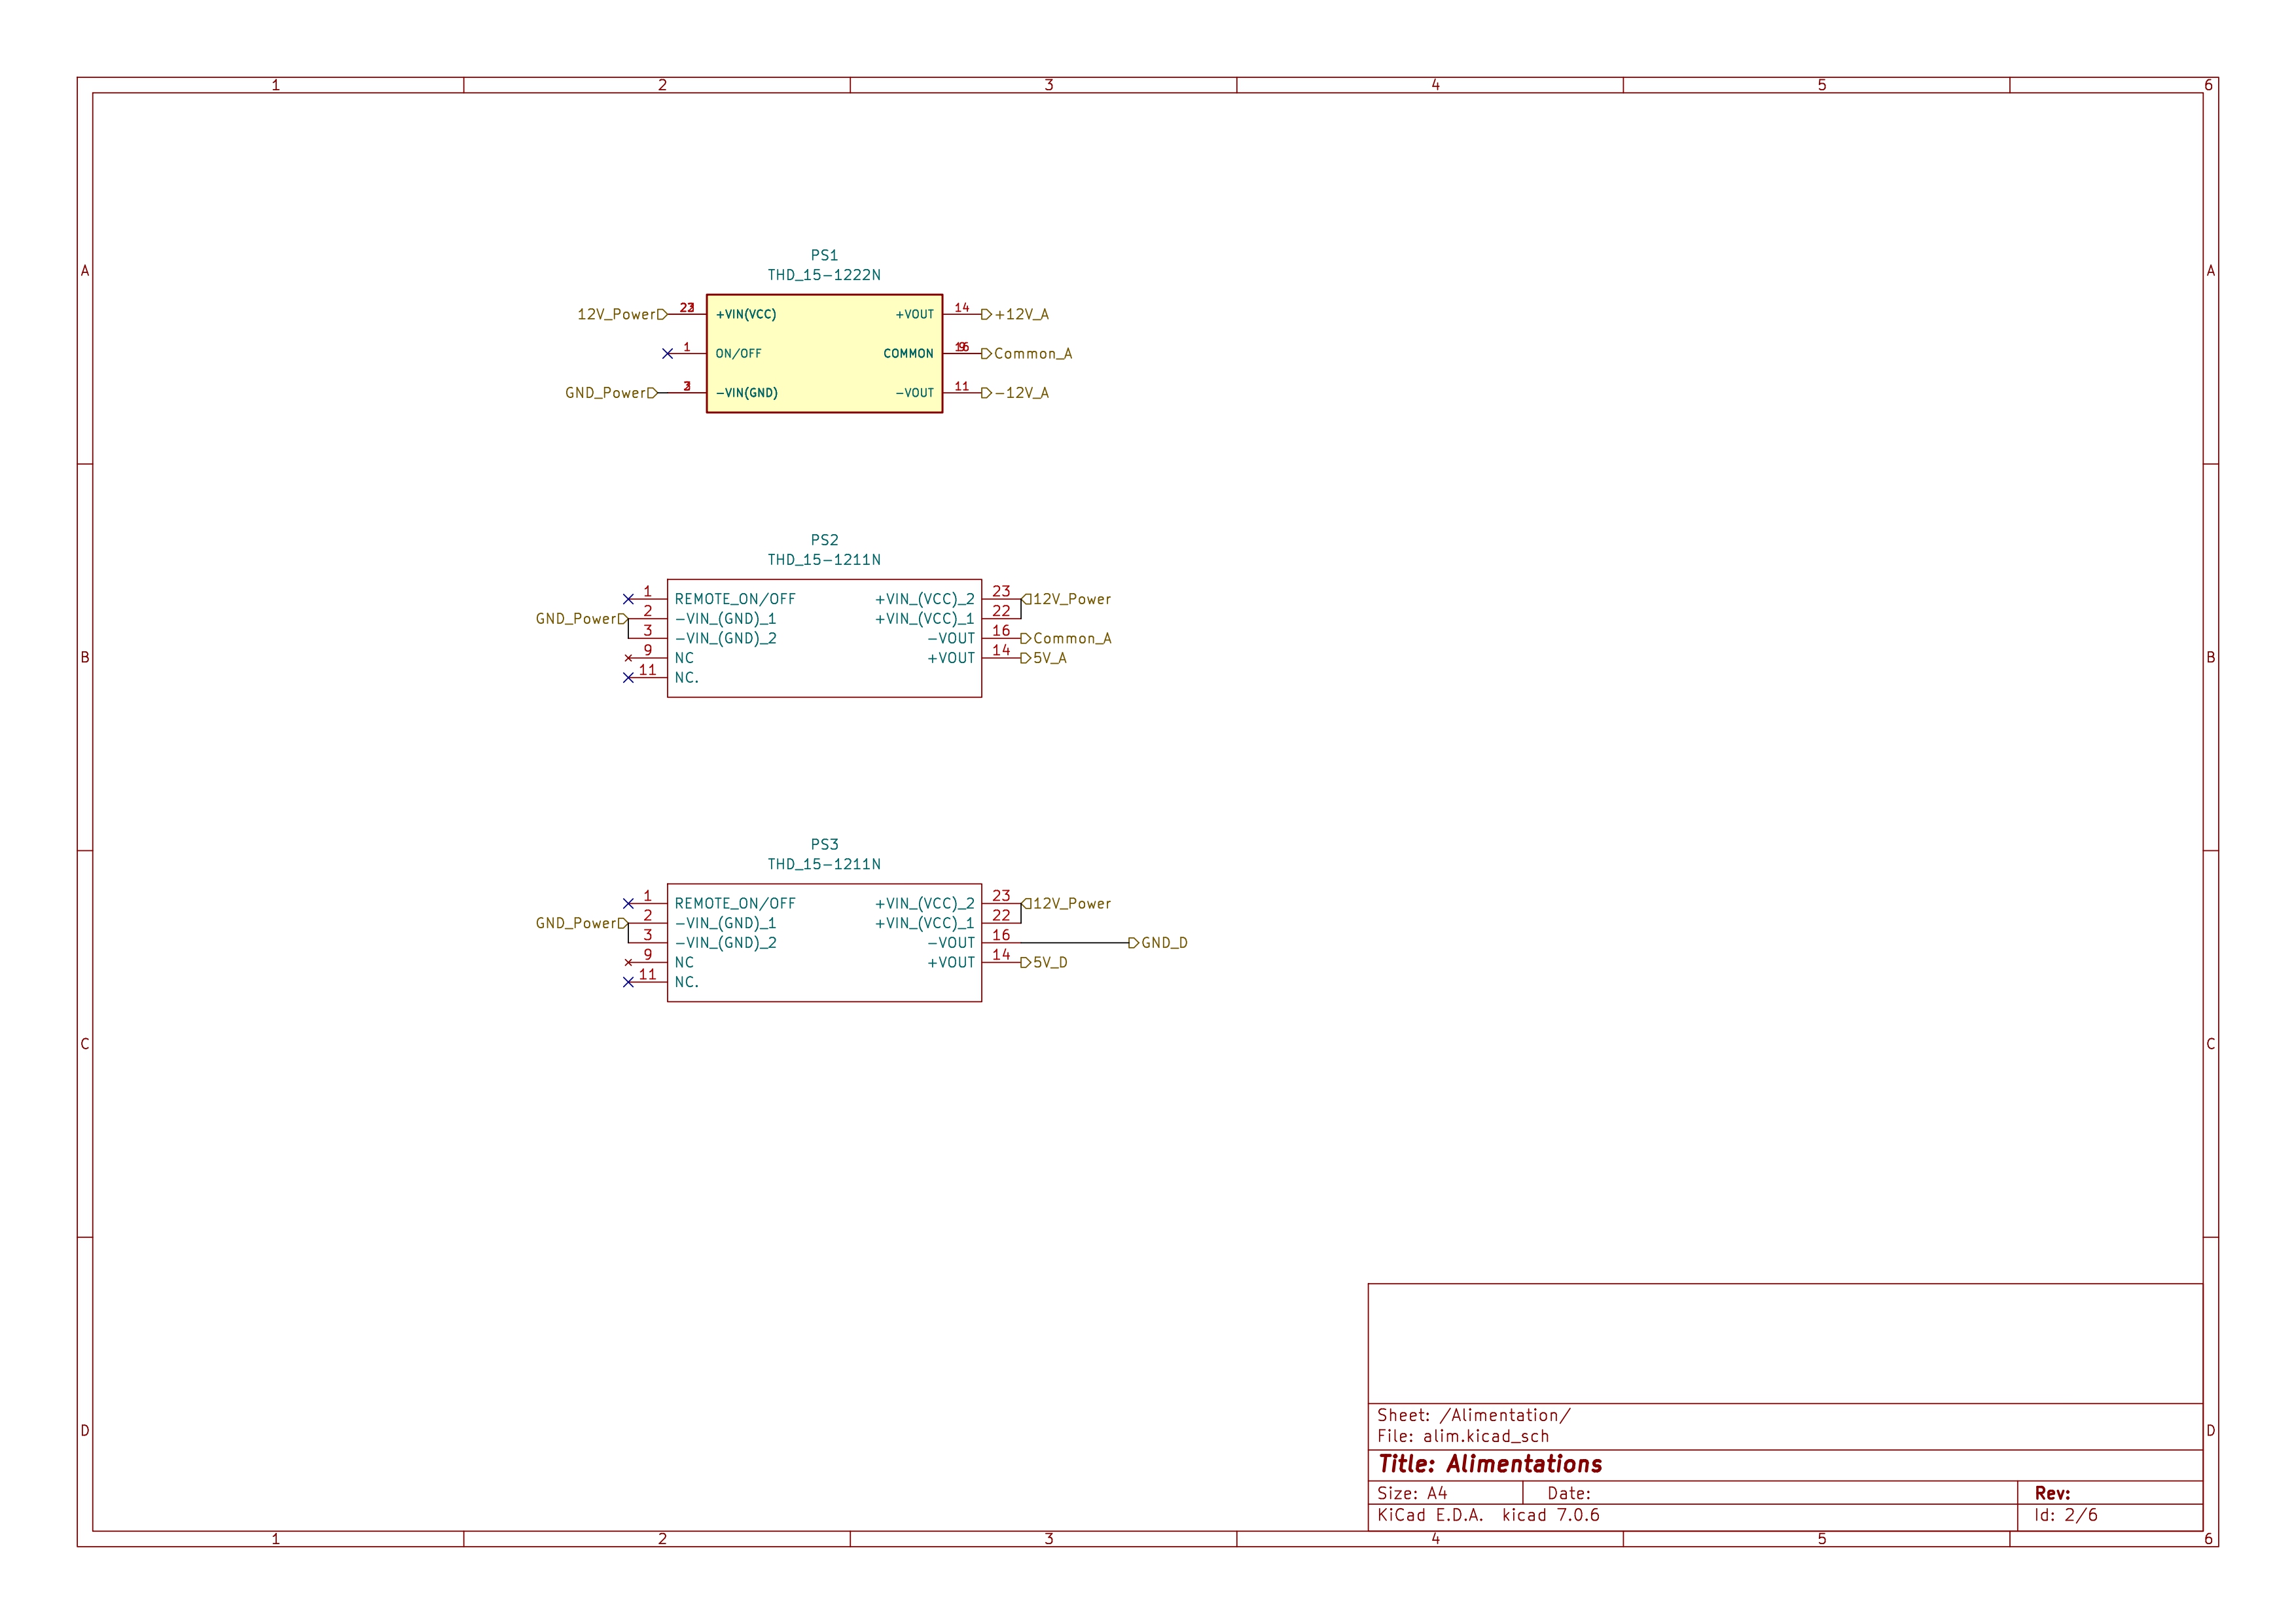 1 2 3 4 5 6
A A
PS1
THD_15-1222N
12V_Power 23 +VIN(VCC) +VOUT 14 +12V_A
1 ON/OFF COMMON 16 Common_A
GND_Power 3 -VIN(GND) -VOUT 11 -12V_A
PS2
THD_15-1211N
1 REMOTE_ON/OFF +VIN_(VCC)_2 23 12V_Power
GND_Power 2 -VIN_(GND)_1 +VIN_(VCC)_1 22
3 -VIN_(GND)_2 -VOUT 16 Common_A
B 9 NC +VOUT 14 5V_A B
11 NC.
PS3
THD_15-1211N
1 REMOTE_ON/OFF +VIN_(VCC)_2 23 12V_Power
GND_Power 2 -VIN_(GND)_1 +VIN_(VCC)_1 22
3 -VIN_(GND)_2 -VOUT 16 GND_D
9 NC +VOUT 14 5V_D
11 NC.
C C
Sheet: /Alimentation/
D D
File: alim.kicad_sch
Title: Alimentations
Size: A4 Date: Rev:
KiCad E.D.A. kicad 7.0.6 Id: 2/6
1 2 3 4 5 6